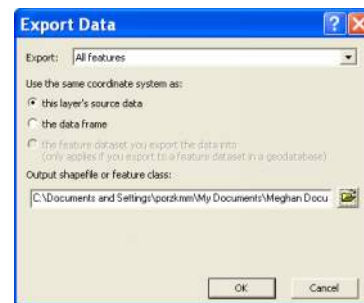 Export Data
Export: All features
Use the same coordinate system as:
this layer's source data
the data frame
the feature dataset you export the data into
(only applies if you export to a feature dataset in a geodatabase)
Output shapefile or feature class:
C:\Documents and Settings\porzkmm\My Documents\Meghan Docu
OK Cancel